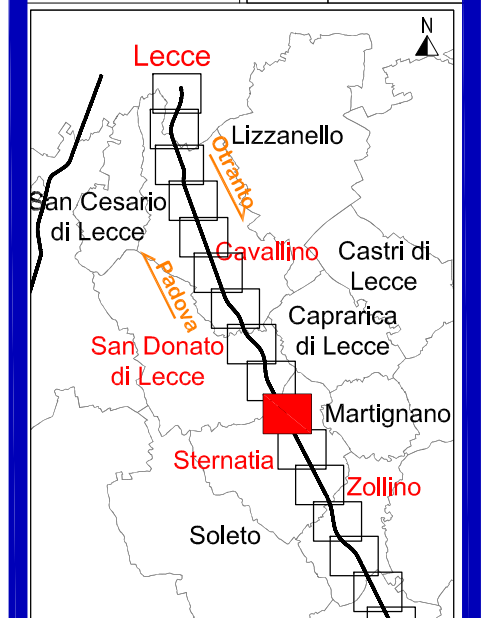 N
Lecce
Lizzanello
Otranto
San Cesario
di Lecce
Cavallino
Castri di
Lecce
Padova
Caprarica
di Lecce
San Donato
di Lecce
Martignano
Sternatia
Zollino
Soleto